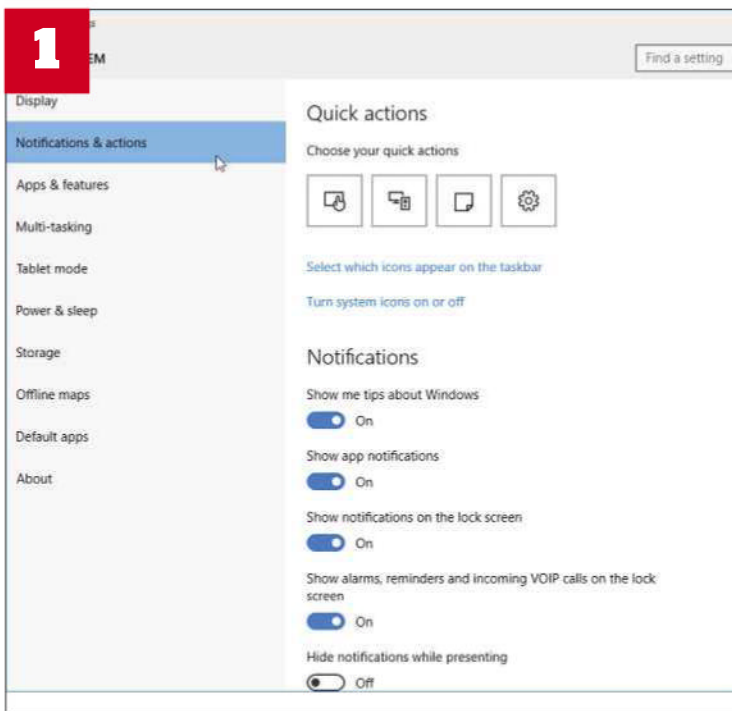 1
EM
Find a setting
Display
Notifications & actions
Apps & features
Multi-tasking
Tablet mode
Power & sleep
Storage
Offline maps
Default apps
About
Quick actions
Choose your quick actions
Select which icons appear on the taskbar
Turn system icons on or off
Notifications
Show me tips about Windows
On
Show app notifications
On
Show notifications on the lock screen
On
Show alarms, reminders and incoming VOIP calls on the lock
screen
On
Hide notifications while presenting
Off